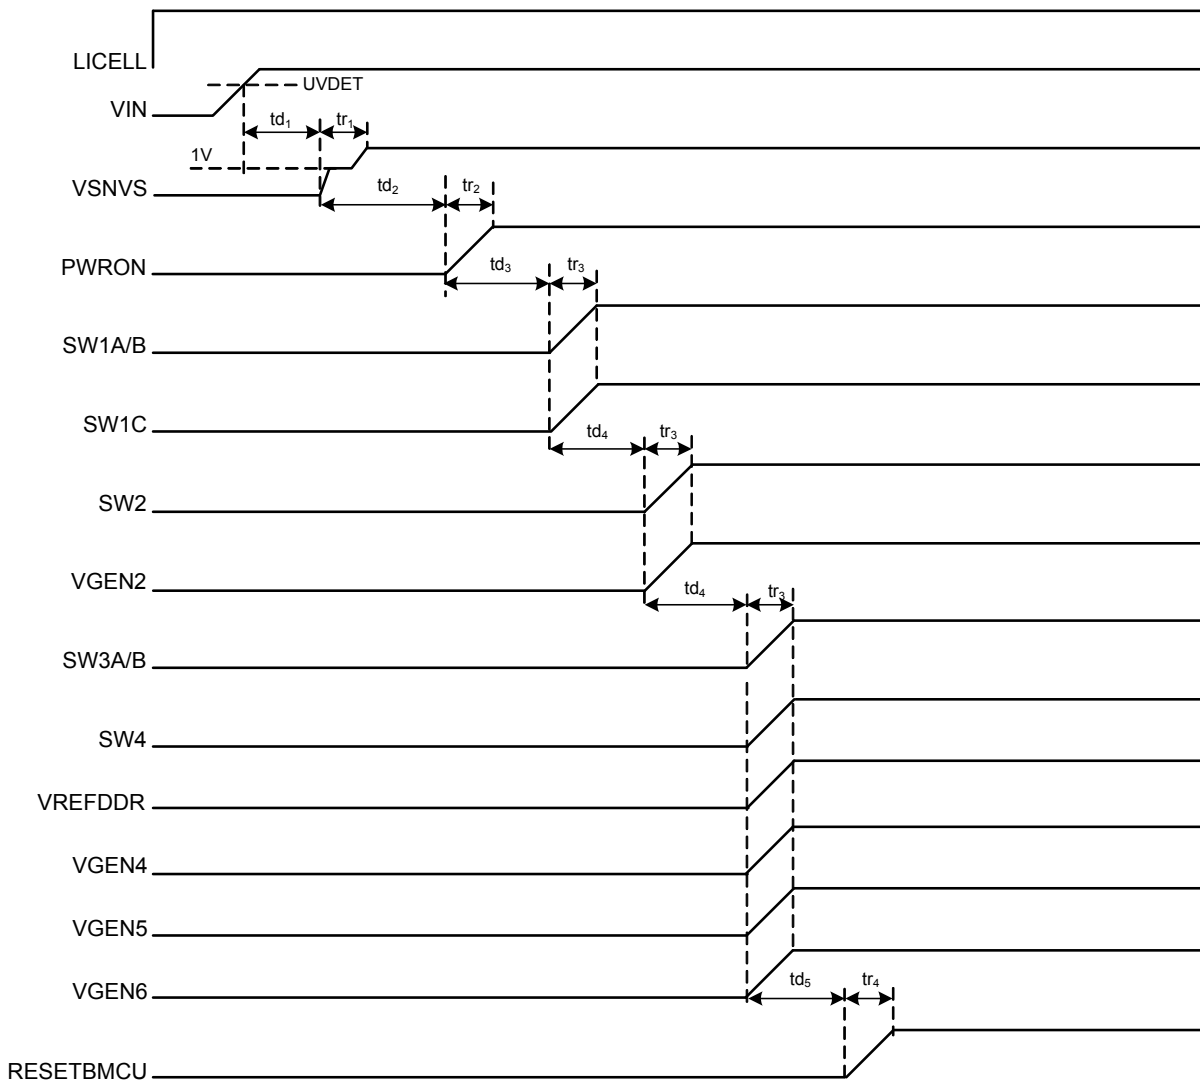 LICELL
UVDET
VIN
td₁ tr₁
1V
VSNVS
td₂ tr₂
PWRON
td₃ tr₃
SW1A/B
SW1C
td₄ tr₃
SW2
VGEN2
td₄ tr₃
SW3A/B
SW4
VREFDDR
VGEN4
VGEN5
VGEN6
td₅ tr₄
RESETBMCU